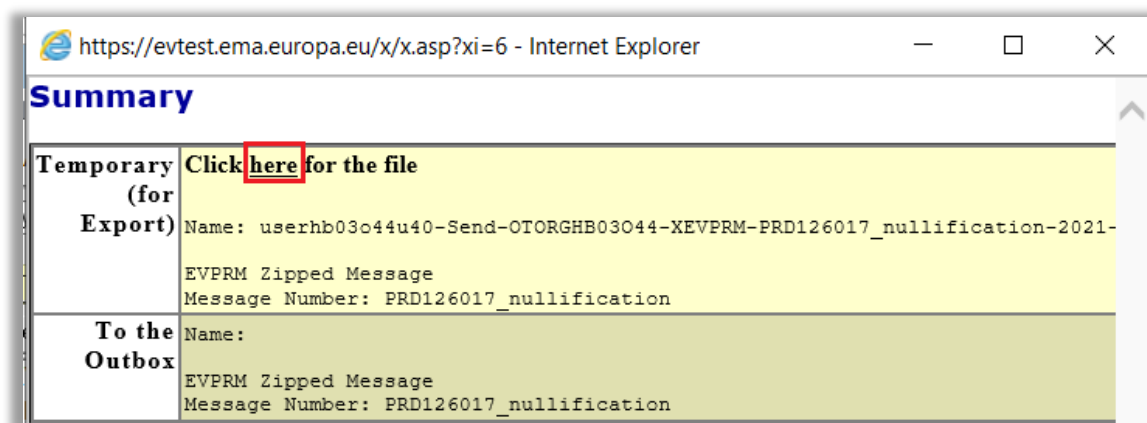 https://evtest.ema.europa.eu/x/x.asp?xi=6 - Internet Explorer
Summary
Temporary (for Export)
Click here for the file
Name: userhb03o44u40-Send-OTORGHB03O44-XEVPRM-PRD126017_nullification-2021-
EVPRM Zipped Message
Message Number: PRD126017_nullification
To the Outbox
Name:
EVPRM Zipped Message
Message Number: PRD126017_nullification